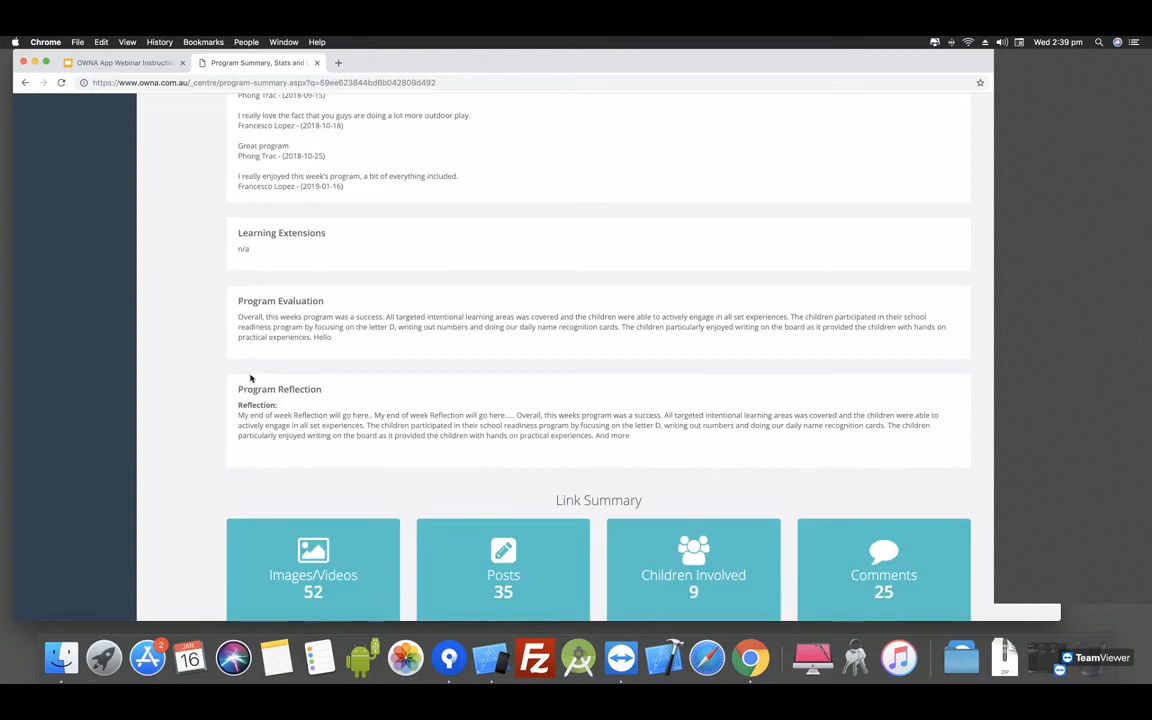 Chrome File Edit View History Bookmarks People Window Help Wed 2:39 pm
OWNA App Webinar Instructio Program Summary, Stats and
https://www.owna.com.au/_centre/program-summary.aspx?q=59ee623844bd6b042809d492
Phong Trac - (2018-09-15)
I really love the fact that you guys are doing a lot more outdoor play.
Francesco Lopez - (2018-10-18)
Great program
Phong Trac - (2018-10-25)
I really enjoyed this week's program, a bit of everything included.
Francesco Lopez - (2019-01-16)
Learning Extensions
n/a
Program Evaluation
Overall, this weeks program was a success. All targeted intentional learning areas was covered and the children were able to actively engage in all set experiences. The children participated in their school
readiness program by focusing on the letter D, writing out numbers and doing our daily name recognition cards. The children particularly enjoyed writing on the board as it provided the children with hands on
practical experiences. Hello
Program Reflection
Reflection:
My end of week Reflection will go here.. My end of week Reflection will go here..... Overall, this weeks program was a success. All targeted intentional learning areas was covered and the children were able to
actively engage in all set experiences. The children participated in their school readiness program by focusing on the letter D, writing out numbers and doing our daily name recognition cards. The children
particularly enjoyed writing on the board as it provided the children with hands on practical experiences. And more
Link Summary
Images/Videos Posts Children Involved Comments
52 35 9 25
2
JAN
16
Fz
ZIP
TeamViewer